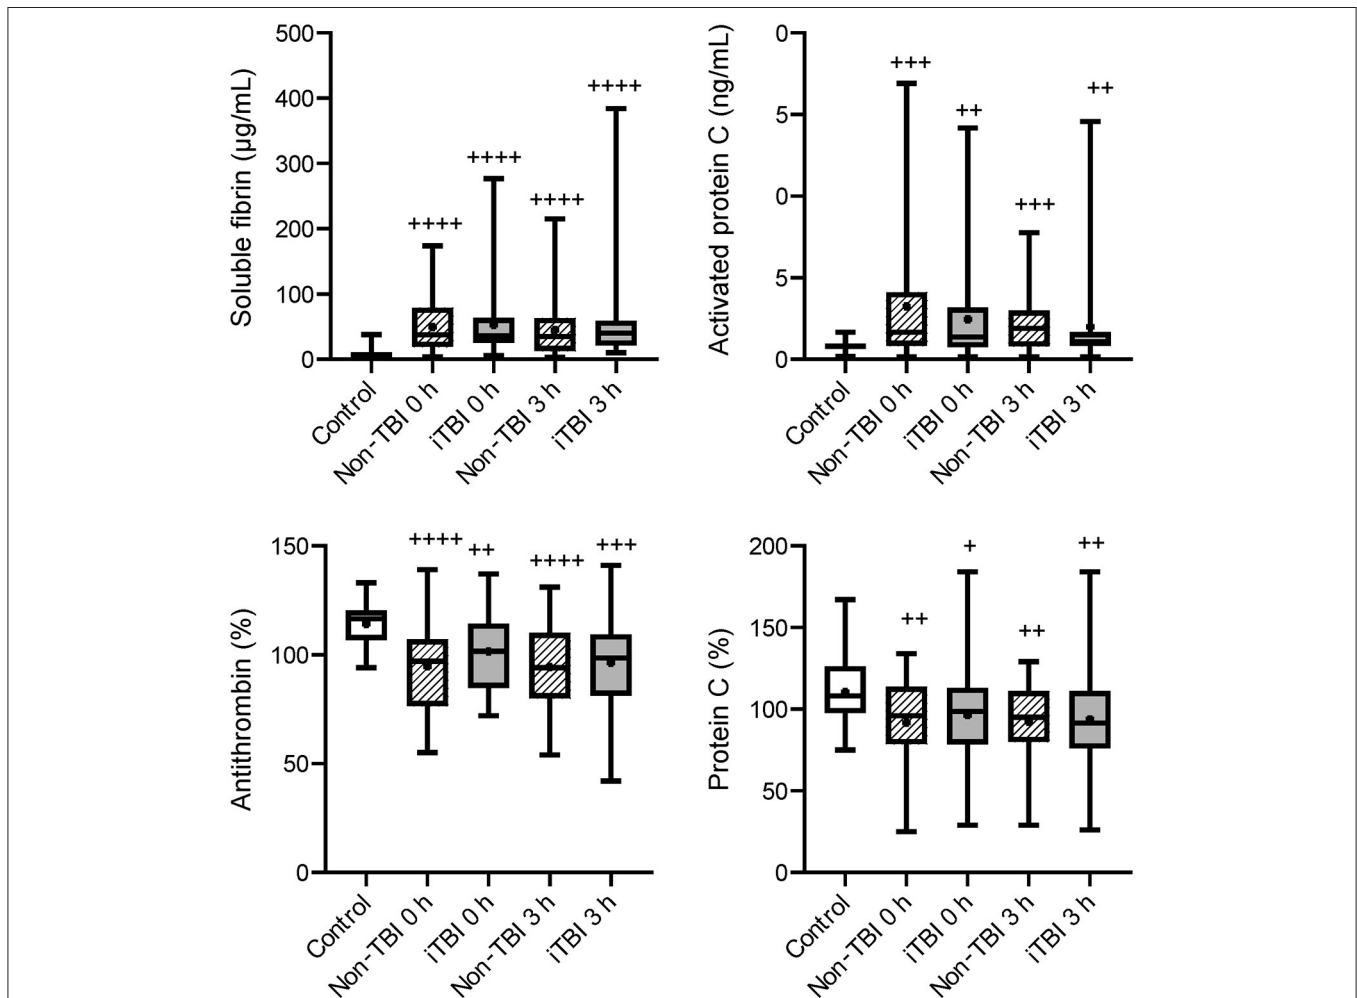 Soluble fibrin (µg/mL)
500
400
300
200
100
0
++++
++++
++++
++++
Control
Non-TBI 0 h
iTBI 0 h
Non-TBI 3 h
iTBI 3 h
Activated protein C (ng/mL)
0
5
0
5
0
+++
++
+++
++
Control
Non-TBI 0 h
iTBI 0 h
Non-TBI 3 h
iTBI 3 h
Antithrombin (%)
150
100
50
0
++++
++
++++
+++
Control
Non-TBI 0 h
iTBI 0 h
Non-TBI 3 h
iTBI 3 h
Protein C (%)
200
150
100
50
0
++
+
++
++
Control
Non-TBI 0 h
iTBI 0 h
Non-TBI 3 h
iTBI 3 h